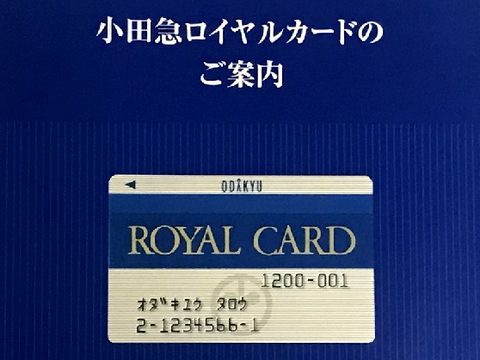 小田急ロイヤルカードの
ご案内
ODAKYU
ROYAL CARD
1200-001
ｵﾀﾞｷﾕｳ ﾀﾛｳ
2-1234566-1